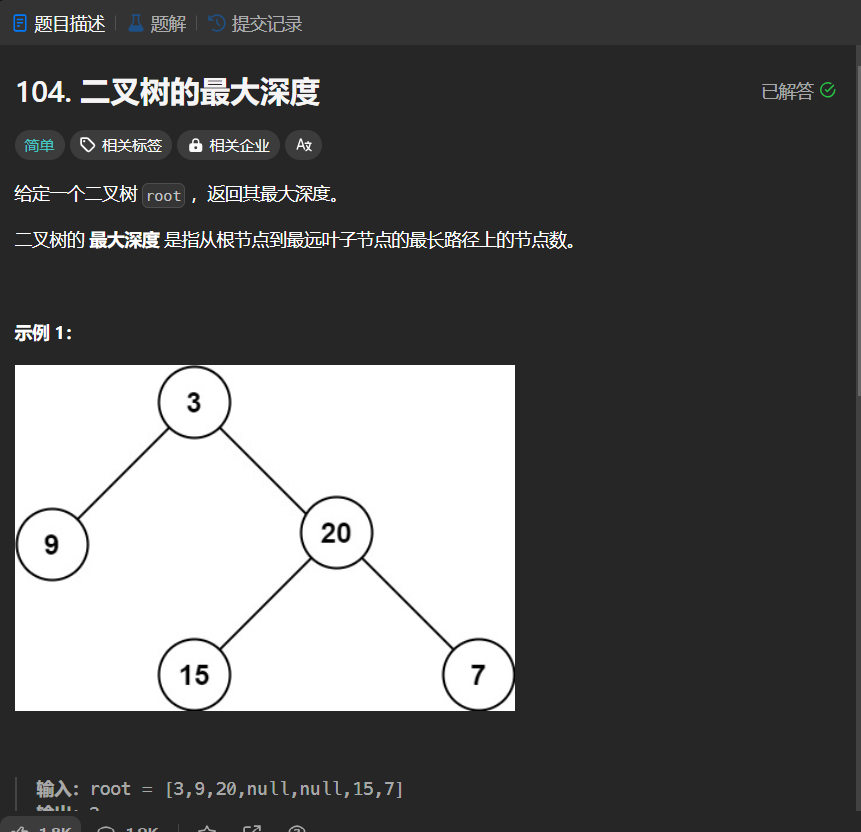 题目描述 题解 提交记录
104. 二叉树的最大深度 已解答
简单 相关标签 相关企业
给定一个二叉树 root ，返回其最大深度。
二叉树的 最大深度 是指从根节点到最远叶子节点的最长路径上的节点数。
示例 1：
3
9
20
15
7
输入：root = [3,9,20,null,null,15,7]